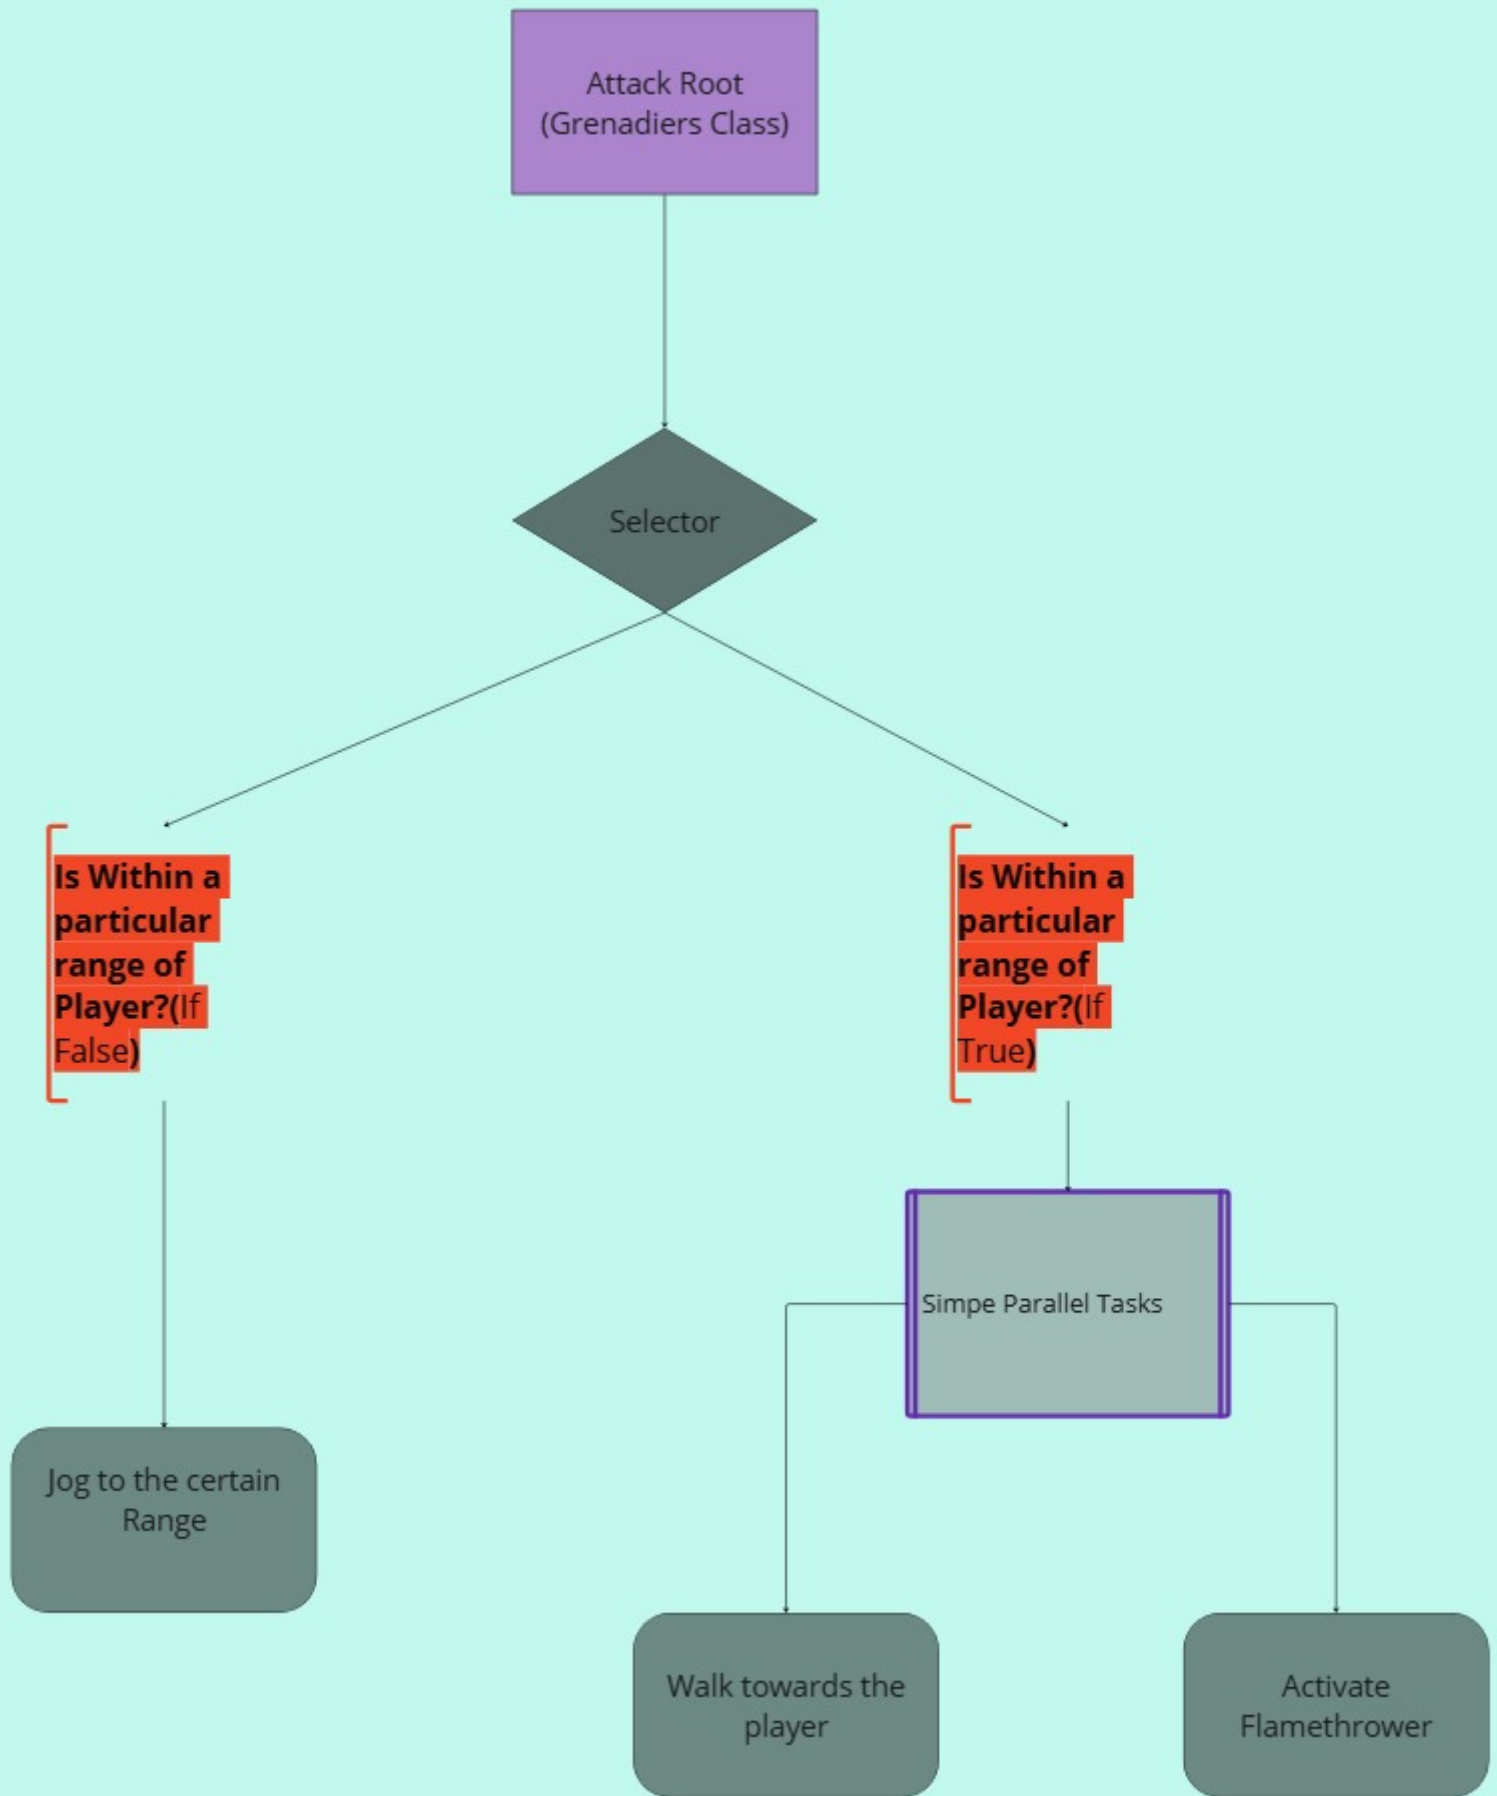 Attack Root
(Grenadiers Class)
Selector
Is Within a
particular
range of
Player?(If
False)
Is Within a
particular
range of
Player?(If
True)
Simpe Parallel Tasks
Jog to the certain
Range
Walk towards the
player
Activate
Flamethrower